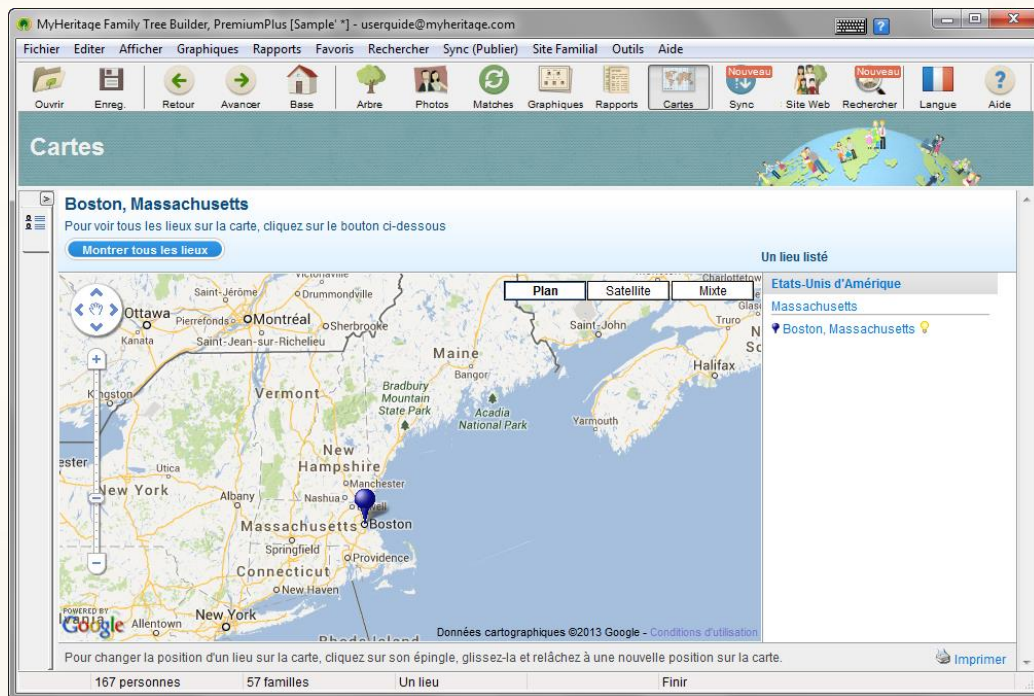 MyHeritage Family Tree Builder, PremiumPlus [Sample' *] - userguide@myheritage.com
Fichier Editer Afficher Graphiques Rapports Favoris Rechercher Sync (Publier) Site Familial Outils Aide
Nouveau Nouveau
Ouvrir Enreg. Retour Avancer Base Arbre Photos Matches Graphiques Rapports Cartes Sync Site Web Rechercher Langue Aide
Cartes
Boston, Massachusetts
Pour voir tous les lieux sur la carte, cliquez sur le bouton ci-dessous
Montrer tous les lieux
Un lieu listé
Etats-Unis d'Amérique
Massachusetts
Boston, Massachusetts
Plan Satellite Mixte
Victoriaville Charlottetow
Saint-Jérôme Drummondville
Ottawa Pierrefonds Montréal Sherbrooke Saint-John Truro
Kanata Saint-Jean-sur-Richelieu
Maine Halifax
Bangor
Kingston Vermont
Bradbury
Mountain
State Park
Acadia
National Park
Yarmouth
New
Hampshire
Utica
Manchester
New York Albany Nashua
Massachusetts Boston
Springfield
Providence
Connecticut
New Haven
POWERED BY
Google Allentown New York
Rhode Island
Données cartographiques ©2013 Google - Conditions d'utilisation
Pour changer la position d'un lieu sur la carte, cliquez sur son épingle, glissez-la et relâchez à une nouvelle position sur la carte.
Imprimer
167 personnes 57 familles Un lieu Finir